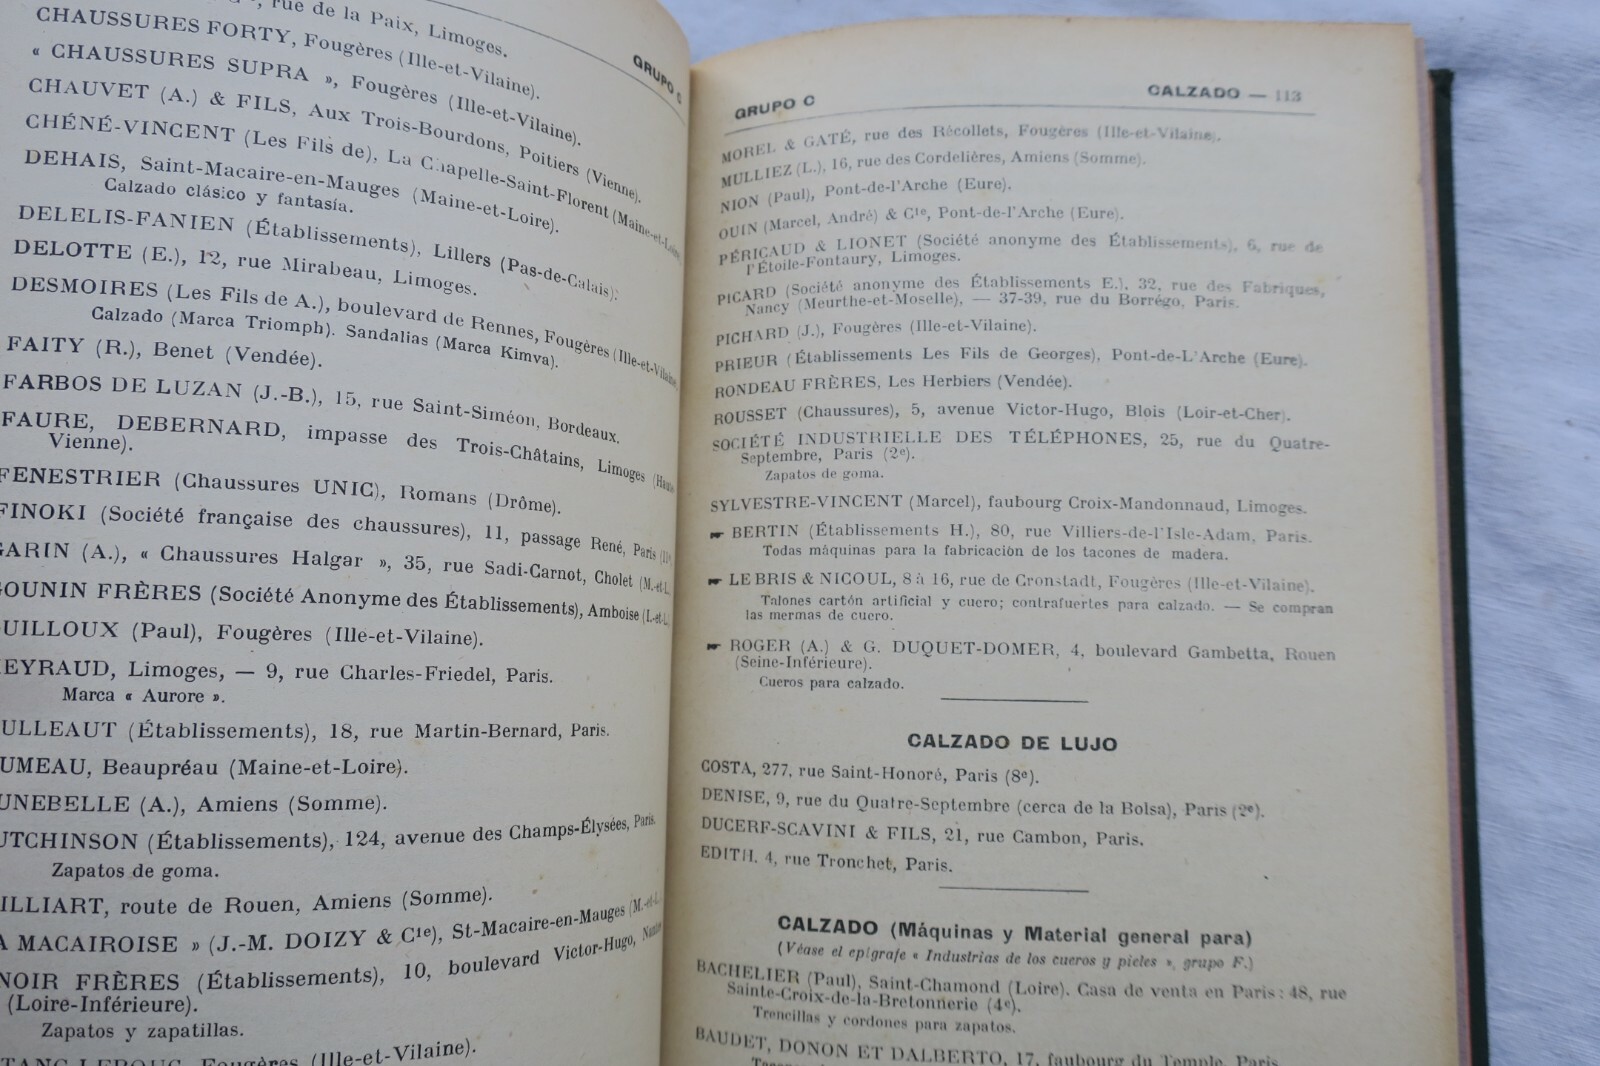 rue de la Paix, Limoges.
CHAUSSURES FORTY, Fougères (Ille-et-Vilaine).
« CHAUSSURES SUPRA », Fougères (Ille-et-Vilaine).
CHAUVET (A.) & FILS, Aux Trois-Bourdons, Poitiers (Vienne).
CHÉNÉ-VINCENT (Les Fils de), La Chapelle-Saint-Florent (Maine-et-Loire
DEHAIS, Saint-Macaire-en-Mauges (Maine-et-Loire).
Calzado clásico y fantasía.
DELELIS-FANIEN (Établissements), Lillers (Pas-de-Calais).
DELOTTE (E.), 12, rue Mirabeau, Limoges.
DESMOIRES (Les Fils de A.), boulevard de Rennes, Fougères (Ille-et-Vilaine
Calzado (Marca Triomph). Sandalias (Marca Kimva).
FAITY (R.), Benet (Vendée).
FARBOS DE LUZAN (J.-B.), 15, rue Saint-Siméon, Bordeaux.
FAURE, DEBERNARD, impasse des Trois-Châtains, Limoges (Haute-
Vienne).
FENESTRIER (Chaussures UNIC), Romans (Drôme).
FINOKI (Société française des chaussures), 11, passage René, Paris
GARIN (A.), « Chaussures Halgar », 35, rue Sadi-Carnot, Cholet (M.-et-L.
GOUNIN FRÈRES (Société Anonyme des Établissements), Amboise (I.-et-L.
UILLOUX (Paul), Fougères (Ille-et-Vilaine).
EYRAUD, Limoges, — 9, rue Charles-Friedel, Paris.
Marca « Aurore ».
ULLEAUT (Établissements), 18, rue Martin-Bernard, Paris.
UMEAU, Beaupréau (Maine-et-Loire).
UNEBELLE (A.), Amiens (Somme).
UTCHINSON (Établissements), 124, avenue des Champs-Élysées, Paris.
Zapatos de goma.
ILLIART, route de Rouen, Amiens (Somme).
A MACAIROISE » (J.-M. DOIZY & Cie), St-Macaire-en-Mauges (M.-et-L.
NOIR FRÈRES (Établissements), 10, boulevard Victor-Hugo, Nantes
(Loire-Inférieure).
Zapatos y zapatillas.
Fougères (Ille-et-Vilaine).
GRUPO C
GRUPO C CALZADO — 113
MOREL & GATÉ, rue des Récollets, Fougères (Ille-et-Vilaine).
MULLIEZ (L.), 16, rue des Cordelières, Amiens (Somme).
NION (Paul), Pont-de-l'Arche (Eure).
OUIN (Marcel, André) & Cie, Pont-de-l'Arche (Eure).
PÉRICAUD & LIONET (Société anonyme des Établissements), 6, rue de
l'Étoile-Fontaury, Limoges.
PICARD (Société anonyme des Établissements E.), 32, rue des Fabriques,
Nancy (Meurthe-et-Moselle), — 37-39, rue du Borrégo, Paris.
PICHARD (J.), Fougères (Ille-et-Vilaine).
PRIEUR (Établissements Les Fils de Georges), Pont-de-L'Arche (Eure).
RONDEAU FRÈRES, Les Herbiers (Vendée).
ROUSSET (Chaussures), 5, avenue Victor-Hugo, Blois (Loir-et-Cher).
SOCIÉTÉ INDUSTRIELLE DES TÉLÉPHONES, 25, rue du Quatre-
Septembre, Paris (2e).
Zapatos de goma.
SYLVESTRE-VINCENT (Marcel), faubourg Croix-Mandonnaud, Limoges.
☛ BERTIN (Établissements H.), 80, rue Villiers-de-l'Isle-Adam, Paris.
Todas máquinas para la fabricación de los tacones de madera.
☛ LE BRIS & NICOUL, 8 à 16, rue de Cronstadt, Fougères (Ille-et-Vilaine).
Talones cartón artificial y cuero; contrafuertes para calzado. — Se compran
las mermas de cuero.
☛ ROGER (A.) & G. DUQUET-DOMER, 4, boulevard Gambetta, Rouen
(Seine-Inférieure).
Cueros para calzado.
CALZADO DE LUJO
COSTA, 277, rue Saint-Honoré, Paris (8e).
DENISE, 9, rue du Quatre-Septembre (cerca de la Bolsa), Paris (2e).
DUCERF-SCAVINI & FILS, 21, rue Cambon, Paris.
EDITH, 4, rue Tronchet, Paris.
CALZADO (Máquinas y Material general para)
(Véase el epígrafe « Industrias de los cueros y pieles », grupo F.)
BACHELIER (Paul), Saint-Chamond (Loire). Casa de venta en Paris : 48, rue
Sainte-Croix-de-la-Bretonnerie (4e).
Trencillas y cordones para zapatos.
BAUDET, DONON ET DALBERTO, 17, faubourg du Temple, Paris